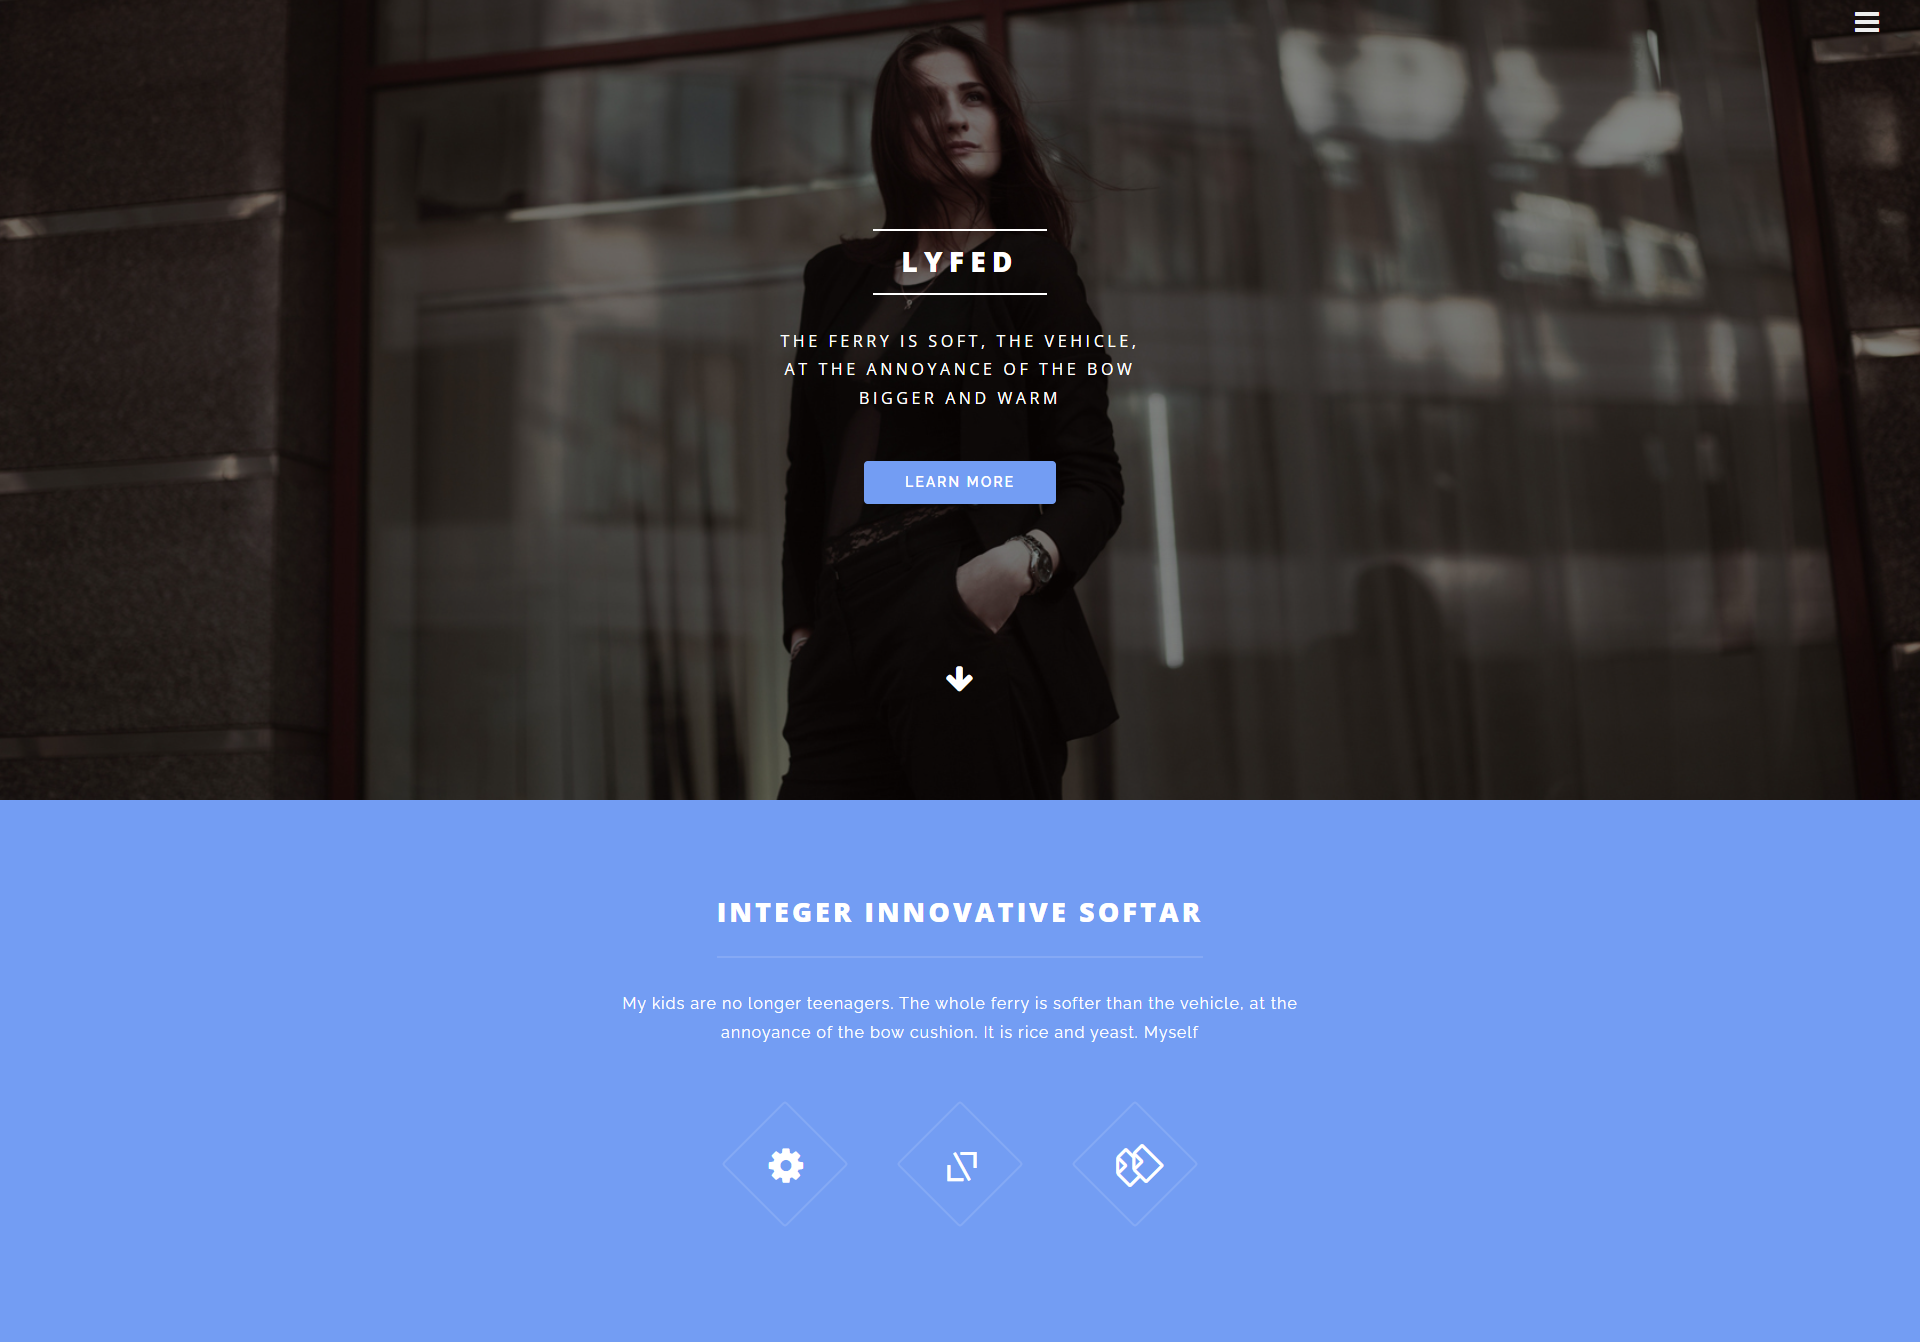 LYFED
THE FERRY IS SOFT, THE VEHICLE,
AT THE ANNOYANCE OF THE BOW
BIGGER AND WARM
LEARN MORE
INTEGER INNOVATIVE SOFTAR
My kids are no longer teenagers. The whole ferry is softer than the vehicle, at the
annoyance of the bow cushion. It is rice and yeast. Myself